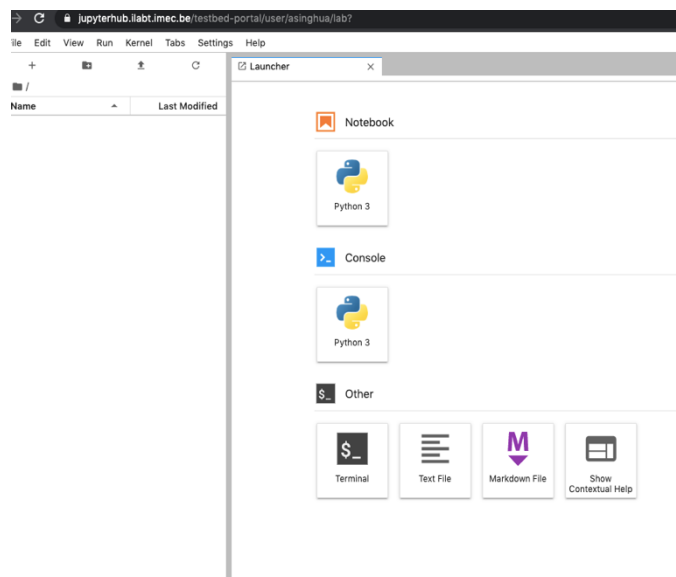 jupyterhub.ilabt.imec.be/testbed-portal/user/asinghua/lab?
ile Edit View Run Kernel Tabs Settings Help
Launcher
/
Name Last Modified
Notebook
Python 3
Console
Python 3
$_ Other
$_
Terminal
Text File
M
Markdown File
Show
Contextual Help